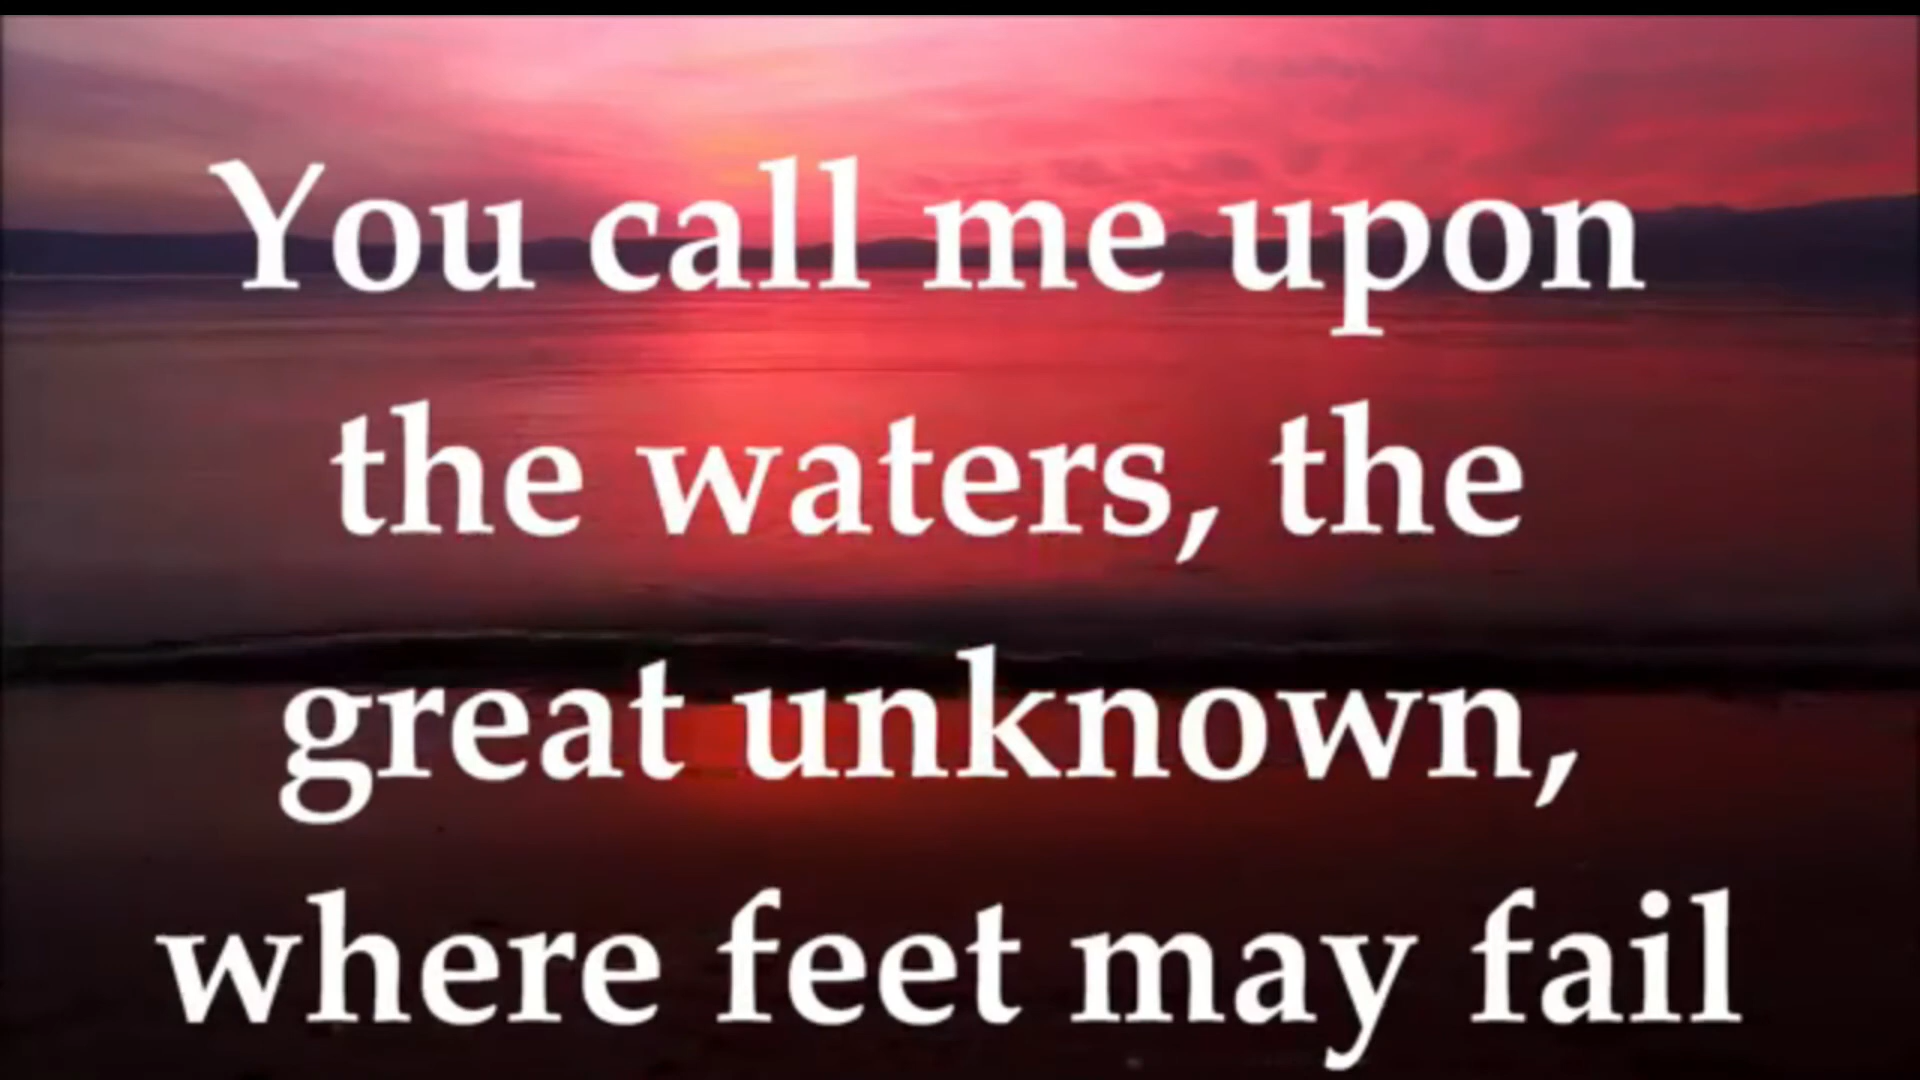 You call me upon
the waters, the
great unknown,
where feet may fail